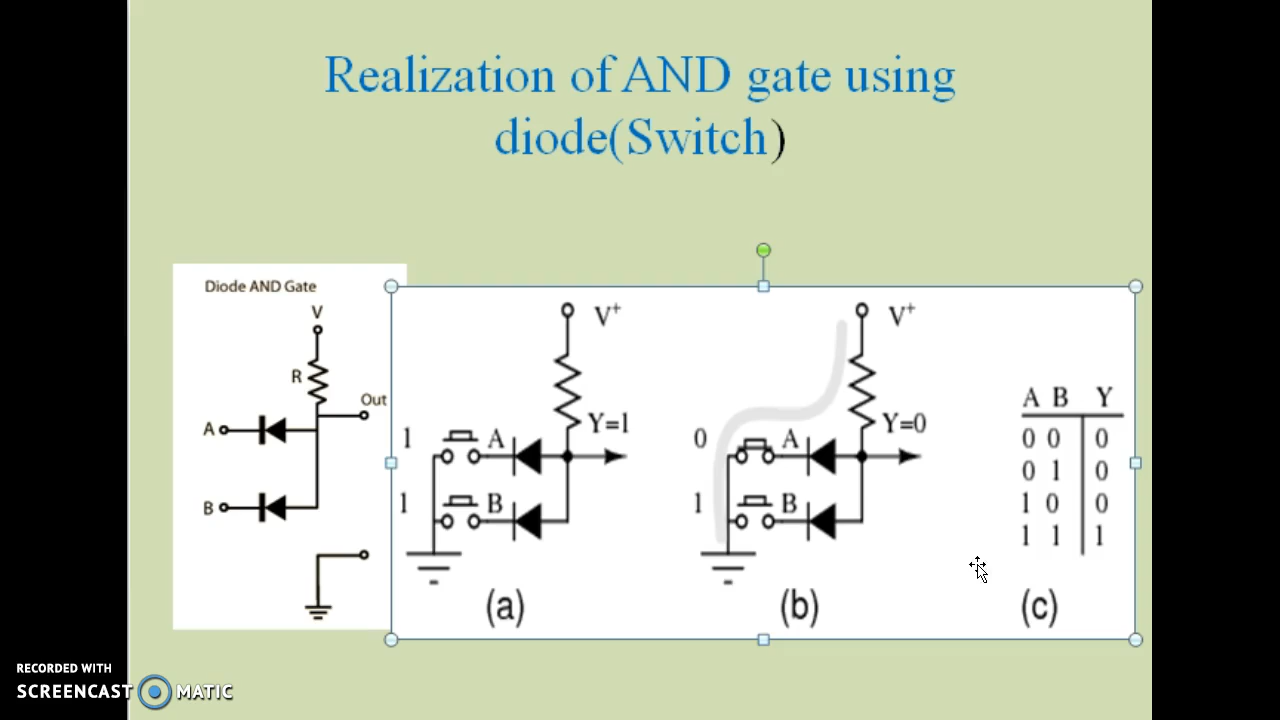 Realization of AND gate using
diode(Switch)
Diode AND Gate
V
R
Out
A
B
V+
Y=1
1 A
1 B
(a)
V+
Y=0
0 A
1 B
(b)
A B Y
0 0 0
0 1 0
1 0 0
1 1 1
(c)
RECORDED WITH
SCREENCAST MATIC